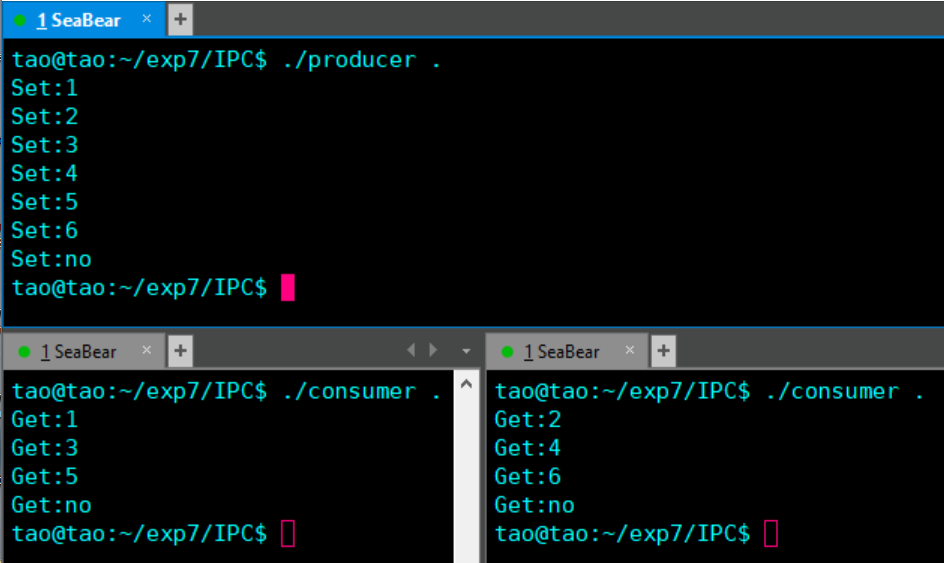 1 SeaBear × +
tao@tao:~/exp7/IPC$ ./producer .
Set:1
Set:2
Set:3
Set:4
Set:5
Set:6
Set:no
tao@tao:~/exp7/IPC$
1 SeaBear × +
tao@tao:~/exp7/IPC$ ./consumer .
Get:1
Get:3
Get:5
Get:no
tao@tao:~/exp7/IPC$
1 SeaBear × +
tao@tao:~/exp7/IPC$ ./consumer .
Get:2
Get:4
Get:6
Get:no
tao@tao:~/exp7/IPC$